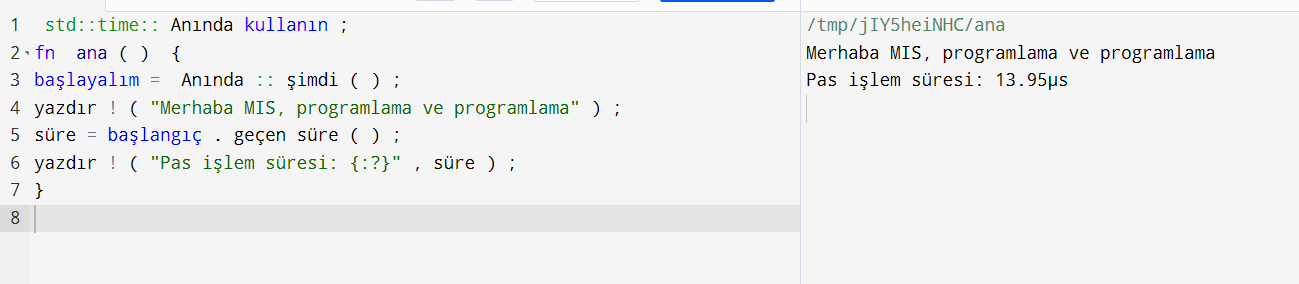 1 std::time:: Anında kullanın ;
2 fn ana ( ) {
3 başlayalım = Anında :: şimdi ( ) ;
4 yazdır ! ( "Merhaba MIS, programlama ve programlama" ) ;
5 süre = başlangıç . geçen süre ( ) ;
6 yazdır ! ( "Pas işlem süresi: {:?}" , süre ) ;
7 }
8
/tmp/jIY5heiNHC/ana
Merhaba MIS, programlama ve programlama
Pas işlem süresi: 13.95µs